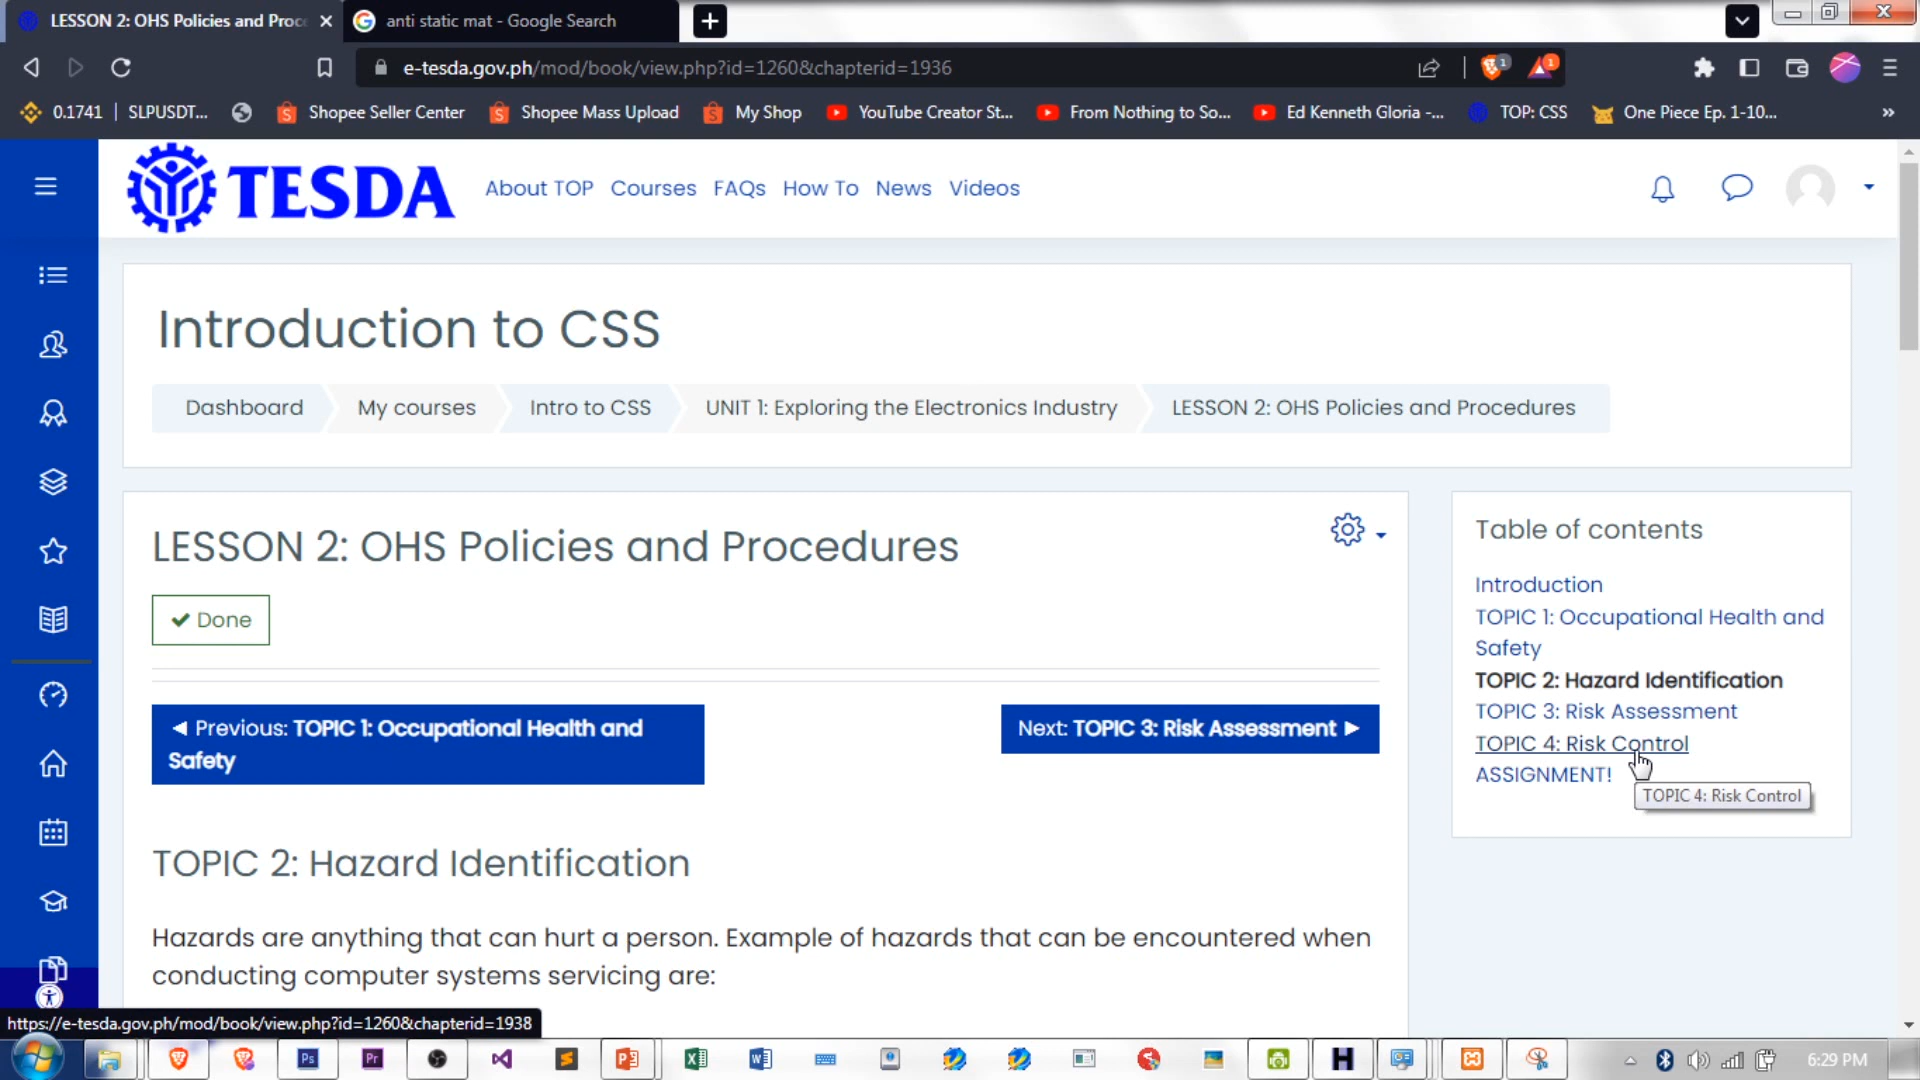 LESSON 2: OHS Policies and Proc
anti static mat - Google Search
e-tesda.gov.ph/mod/book/view.php?id=1260&chapterid=1936
1
1
0.1741 | SLPUSDT...
Shopee Seller Center
Shopee Mass Upload
My Shop
YouTube Creator St...
From Nothing to So...
Ed Kenneth Gloria -...
TOP: CSS
One Piece Ep. 1-10...
»
TESDA
About TOP Courses FAQs How To News Videos
Introduction to CSS
Dashboard
My courses
Intro to CSS
UNIT 1: Exploring the Electronics Industry
LESSON 2: OHS Policies and Procedures
LESSON 2: OHS Policies and Procedures
Done
◄ Previous: TOPIC 1: Occupational Health and
Safety
Next: TOPIC 3: Risk Assessment ►
TOPIC 2: Hazard Identification
Hazards are anything that can hurt a person. Example of hazards that can be encountered when
conducting computer systems servicing are:
Table of contents
Introduction
TOPIC 1: Occupational Health and
Safety
TOPIC 2: Hazard Identification
TOPIC 3: Risk Assessment
TOPIC 4: Risk Control
ASSIGNMENT!
TOPIC 4: Risk Control
https://e-tesda.gov.ph/mod/book/view.php?id=1260&chapterid=1938
Ps
Pr
H
6:29 PM